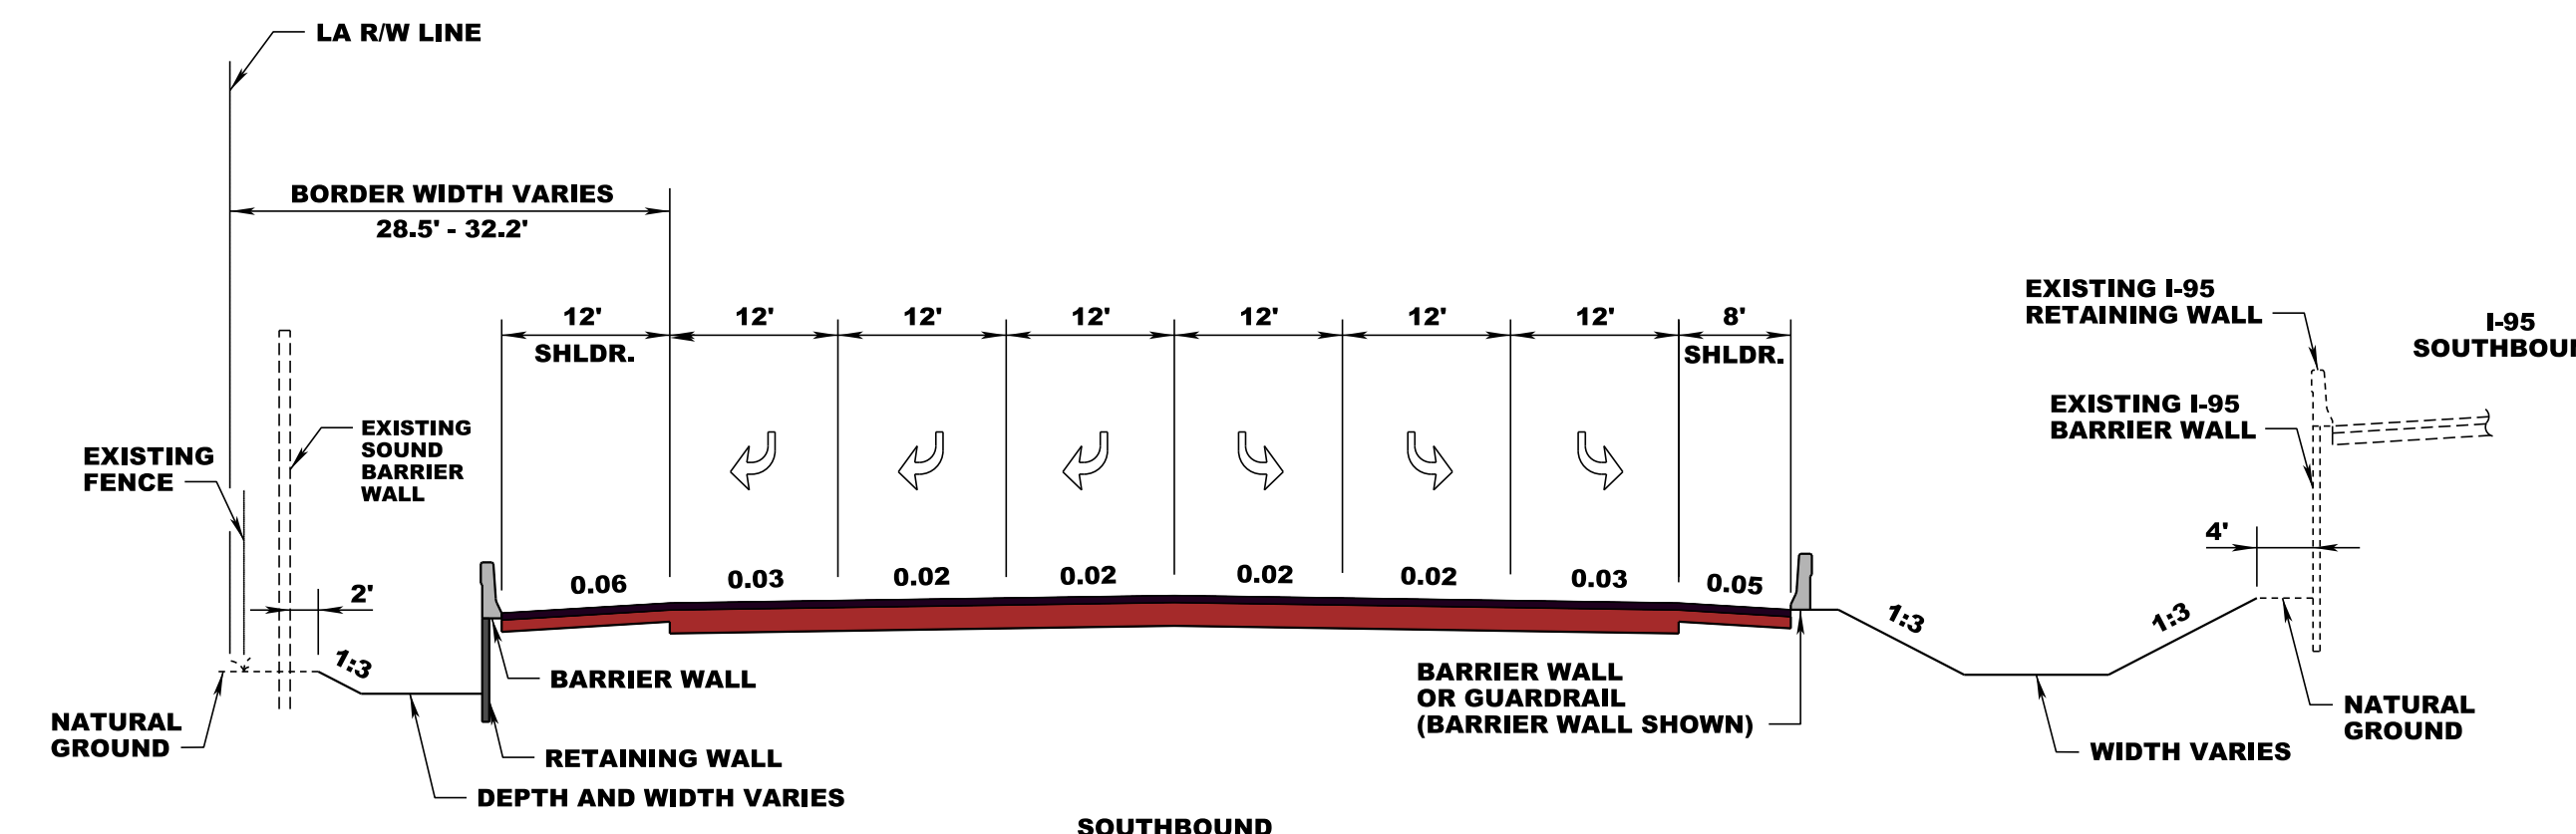 LA R/W LINE
BORDER WIDTH VARIES
28.5' - 32.2'
12'
SHLDR.
12'
12'
12'
12'
12'
12'
8'
SHLDR.
EXISTING I-95
RETAINING WALL
I-95
SOUTHBOUN
EXISTING I-95
BARRIER WALL
EXISTING
SOUND
BARRIER
WALL
EXISTING
FENCE
4'
2'
0.06
0.03
0.02
0.02
0.02
0.02
0.03
0.05
1:3
1:3
1:3
BARRIER WALL
BARRIER WALL
OR GUARDRAIL
(BARRIER WALL SHOWN)
NATURAL
GROUND
NATURAL
GROUND
RETAINING WALL
WIDTH VARIES
DEPTH AND WIDTH VARIES
SOUTHBOUND